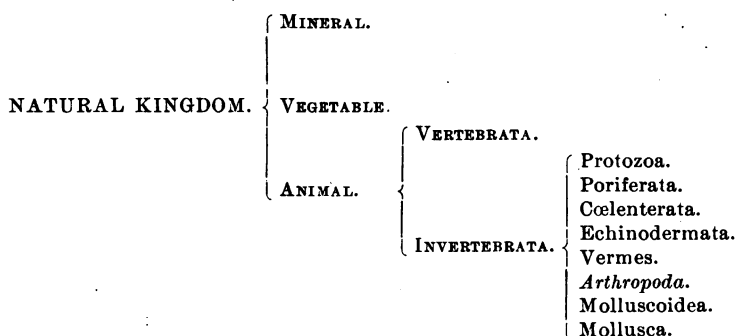 MINERAL.
NATURAL KINGDOM. VEGETABLE.
VERTEBRATA.
Protozoa.
Poriferata.
ANIMAL.
Cœlenterata.
Echinodermata.
INVERTEBRATA.
Vermes.
Arthropoda.
Molluscoidea.
Mollusca.